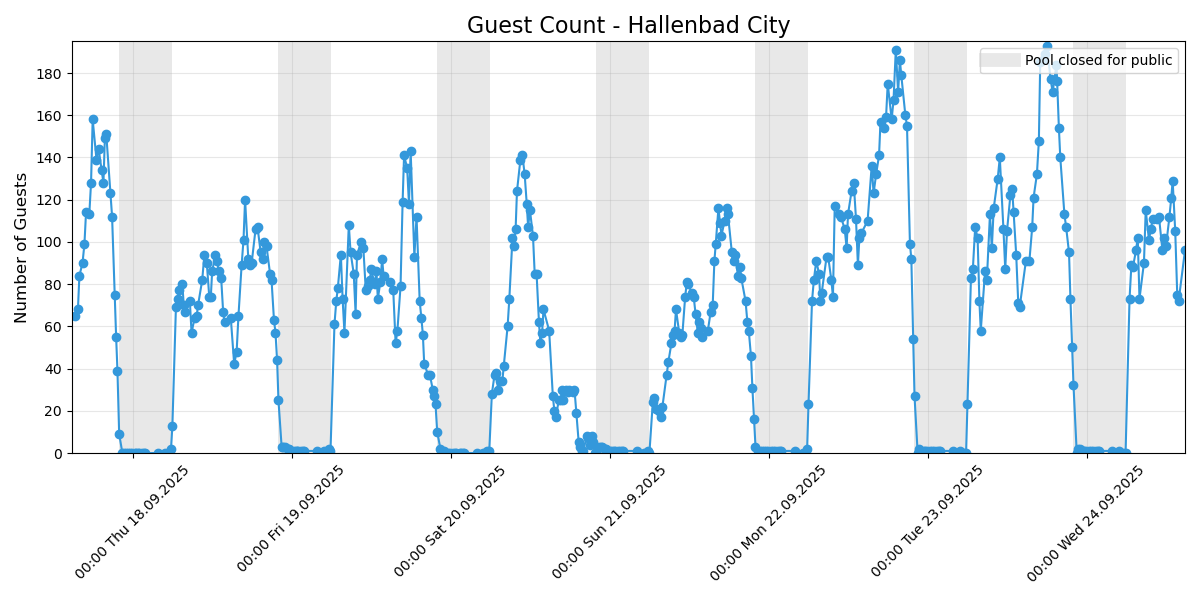 Guest Count - Hallenbad City
Pool closed for public
Number of Guests
180
160
140
120
100
80
60
40
20
0
00:00 Thu 18.09.2025
00:00 Fri 19.09.2025
00:00 Sat 20.09.2025
00:00 Sun 21.09.2025
00:00 Mon 22.09.2025
00:00 Tue 23.09.2025
00:00 Wed 24.09.2025